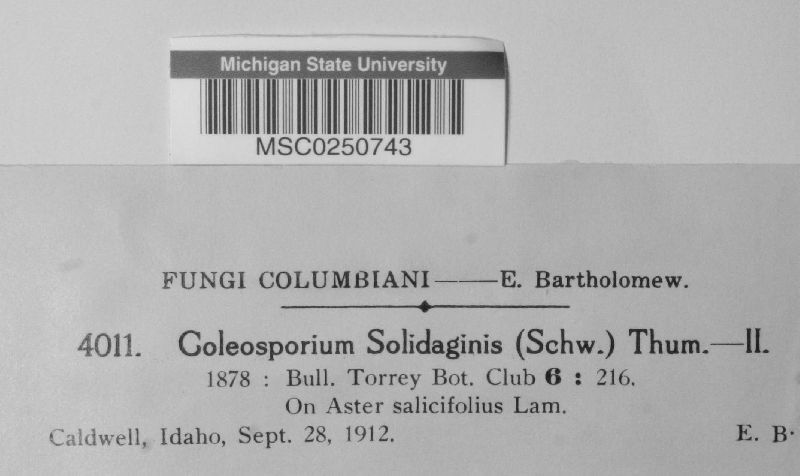 Michigan State University
MSC0250743
FUNGI COLUMBIANI——E. Bartholomew.
4011. Coleosporium Solidaginis (Schw.) Thum.—II.
1878 : Bull. Torrey Bot. Club 6 : 216.
On Aster salicifolius Lam.
Caldwell, Idaho, Sept. 28, 1912. E. B.